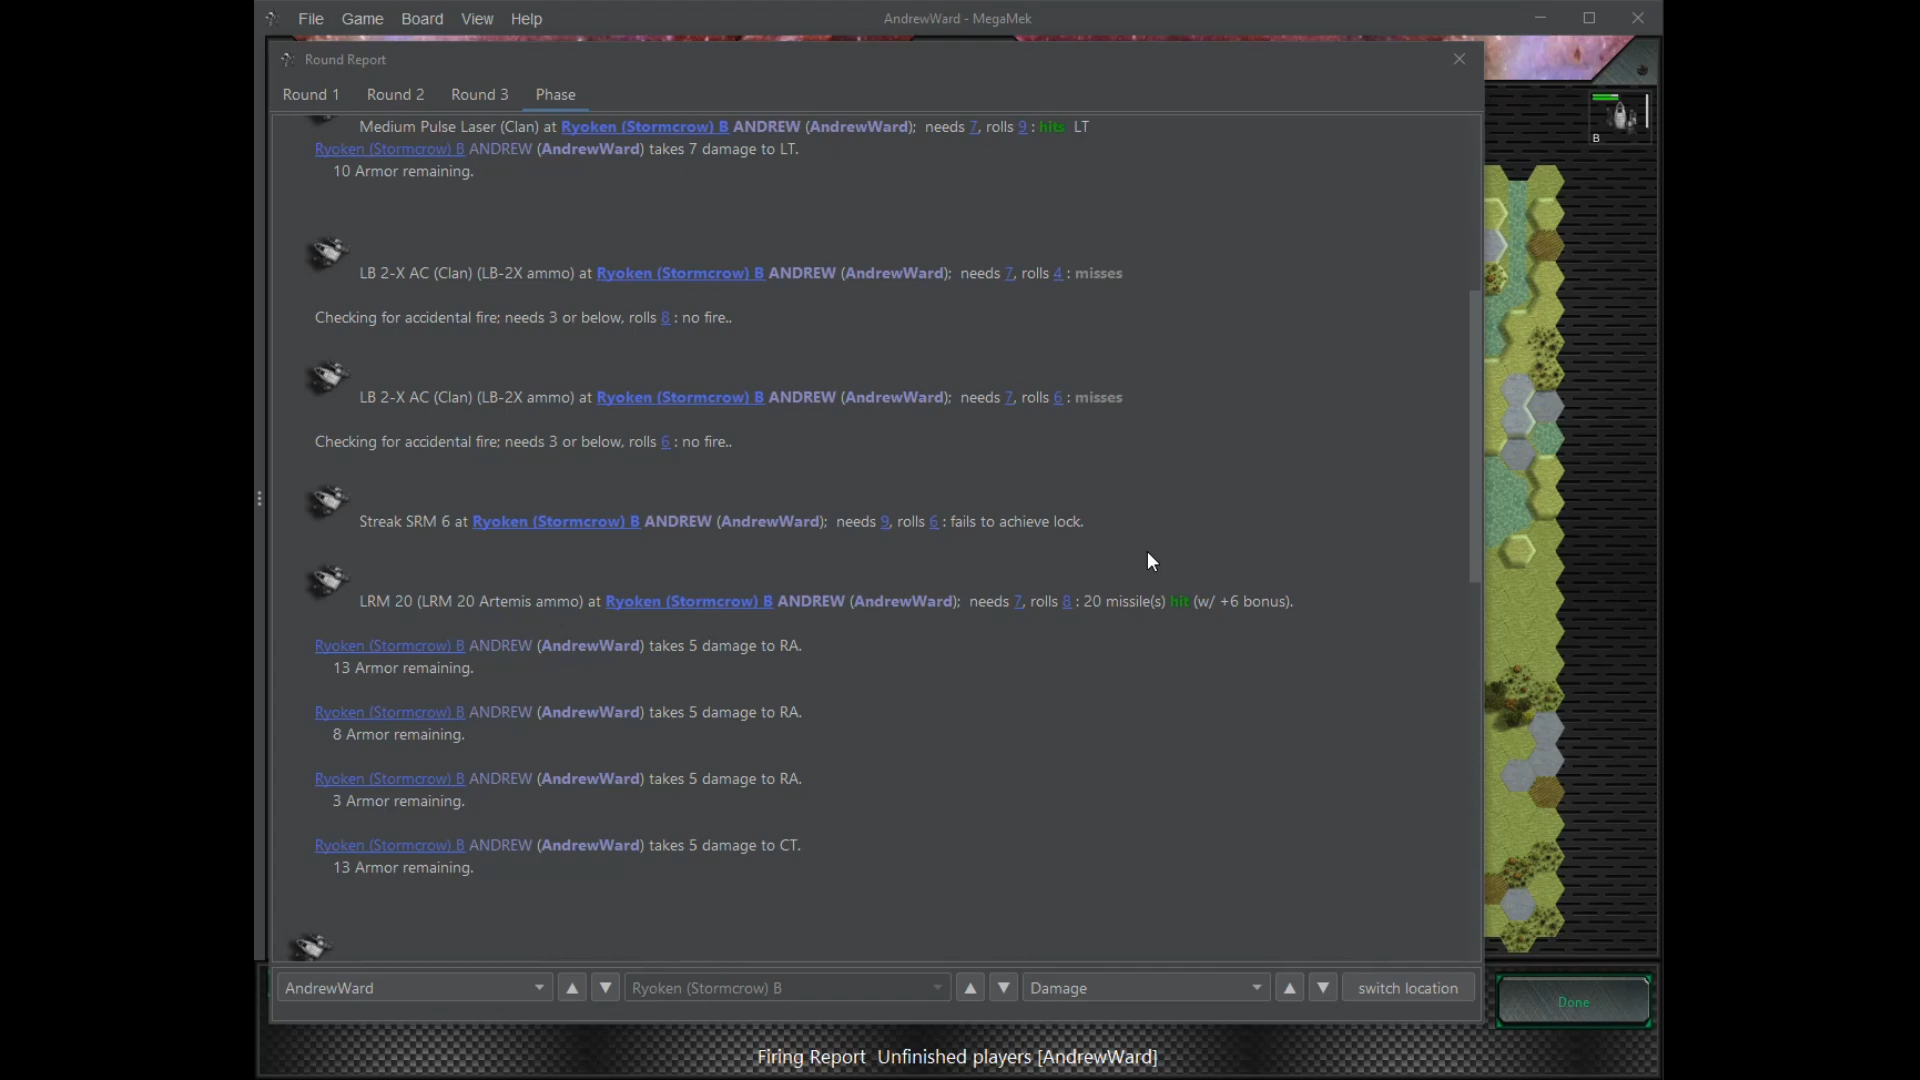 File Game Board View Help AndrewWard - MegaMek
Round Report
Round 1 Round 2 Round 3 Phase
Medium Pulse Laser (Clan) at Ryoken (Stormcrow) B ANDREW (AndrewWard); needs 7, rolls 9 : hits LT
Ryoken (Stormcrow) B ANDREW (AndrewWard) takes 7 damage to LT.
10 Armor remaining.
B
LB 2-X AC (Clan) (LB-2X ammo) at Ryoken (Stormcrow) B ANDREW (AndrewWard); needs 7, rolls 4 : misses
Checking for accidental fire; needs 3 or below, rolls 8 : no fire..
LB 2-X AC (Clan) (LB-2X ammo) at Ryoken (Stormcrow) B ANDREW (AndrewWard); needs 7, rolls 6 : misses
Checking for accidental fire; needs 3 or below, rolls 6 : no fire..
Streak SRM 6 at Ryoken (Stormcrow) B ANDREW (AndrewWard); needs 9, rolls 6 : fails to achieve lock.
LRM 20 (LRM 20 Artemis ammo) at Ryoken (Stormcrow) B ANDREW (AndrewWard); needs 7, rolls 8 : 20 missile(s) hit (w/ +6 bonus).
Ryoken (Stormcrow) B ANDREW (AndrewWard) takes 5 damage to RA.
13 Armor remaining.
Ryoken (Stormcrow) B ANDREW (AndrewWard) takes 5 damage to RA.
8 Armor remaining.
Ryoken (Stormcrow) B ANDREW (AndrewWard) takes 5 damage to RA.
3 Armor remaining.
Ryoken (Stormcrow) B ANDREW (AndrewWard) takes 5 damage to CT.
13 Armor remaining.
AndrewWard Ryoken (Stormcrow) B Damage switch location
Done
Firing Report Unfinished players [AndrewWard]